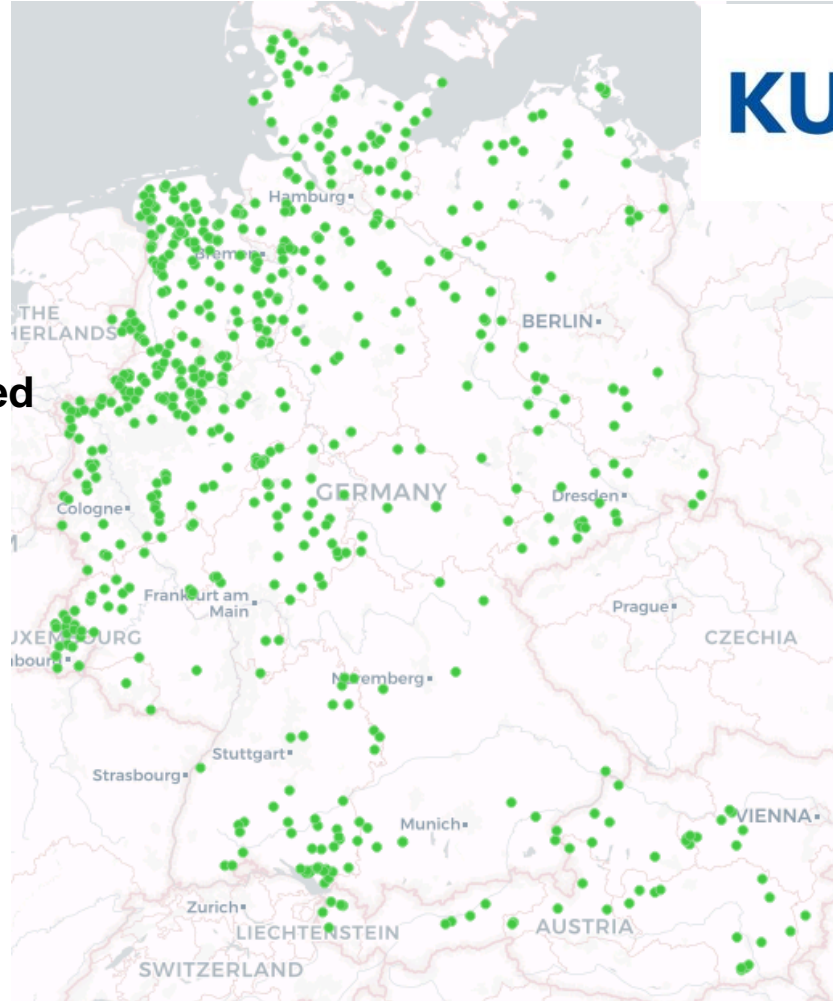 KU
Hamburg
Bremen
THE
HERLANDS
BERLIN
ed
GERMANY
Dresden
Cologne
Frankfurt am
Main
Prague
UXEMBOURG
CZECHIA
bourg
Nuremberg
Stuttgart
Strasbourg
Munich
VIENNA
Zurich
LIECHTENSTEIN
AUSTRIA
SWITZERLAND